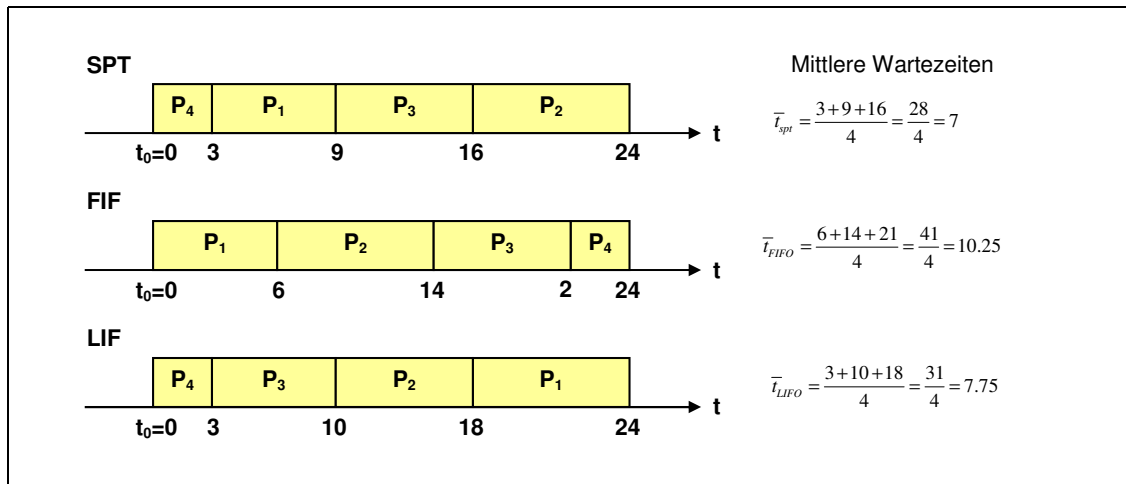 SPT
Mittlere Wartezeiten
P₄ P₁ P₃ P₂
t̅spt = (3+9+16)/4 = 28/4 = 7
t
t₀=0 3 9 16 24
FIF
P₁ P₂ P₃ P₄
t̅FIFO = (6+14+21)/4 = 41/4 = 10.25
t
t₀=0 6 14 2 24
LIF
P₄ P₃ P₂ P₁
t̅LIFO = (3+10+18)/4 = 31/4 = 7.75
t
t₀=0 3 10 18 24